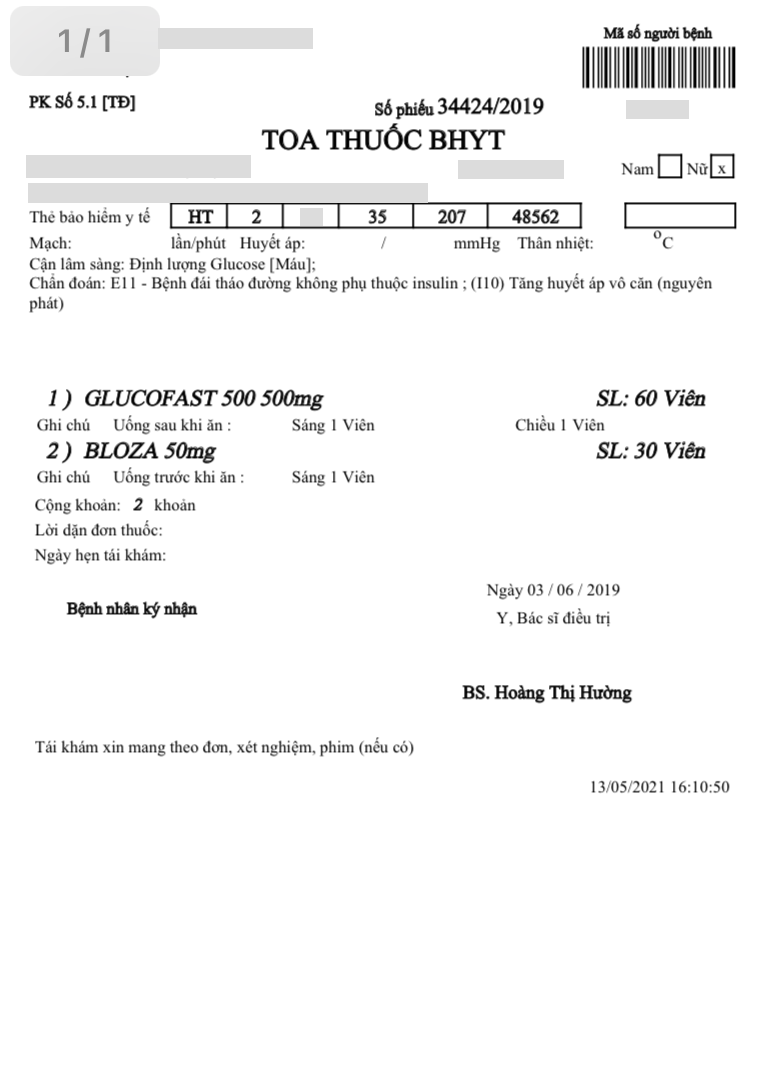 1/1
Mã số người bệnh
PK Số 5.1 [TĐ]
Số phiếu 34424/2019
TOA THUỐC BHYT
Nam Nữ x
Thẻ bảo hiểm y tế HT 2 35 207 48562
Mạch: lần/phút Huyết áp: / mmHg Thân nhiệt: °C
Cận lâm sàng: Định lượng Glucose [Máu];
Chẩn đoán: E11 - Bệnh đái tháo đường không phụ thuộc insulin ; (I10) Tăng huyết áp vô căn (nguyên
phát)
1 ) GLUCOFAST 500 500mg SL: 60 Viên
Ghi chú Uống sau khi ăn : Sáng 1 Viên Chiều 1 Viên
2 ) BLOZA 50mg SL: 30 Viên
Ghi chú Uống trước khi ăn : Sáng 1 Viên
Cộng khoản: 2 khoản
Lời dặn đơn thuốc:
Ngày hẹn tái khám:
Ngày 03 / 06 / 2019
Bệnh nhân ký nhận
Y, Bác sĩ điều trị
BS. Hoàng Thị Hường
Tái khám xin mang theo đơn, xét nghiệm, phim (nếu có)
13/05/2021 16:10:50